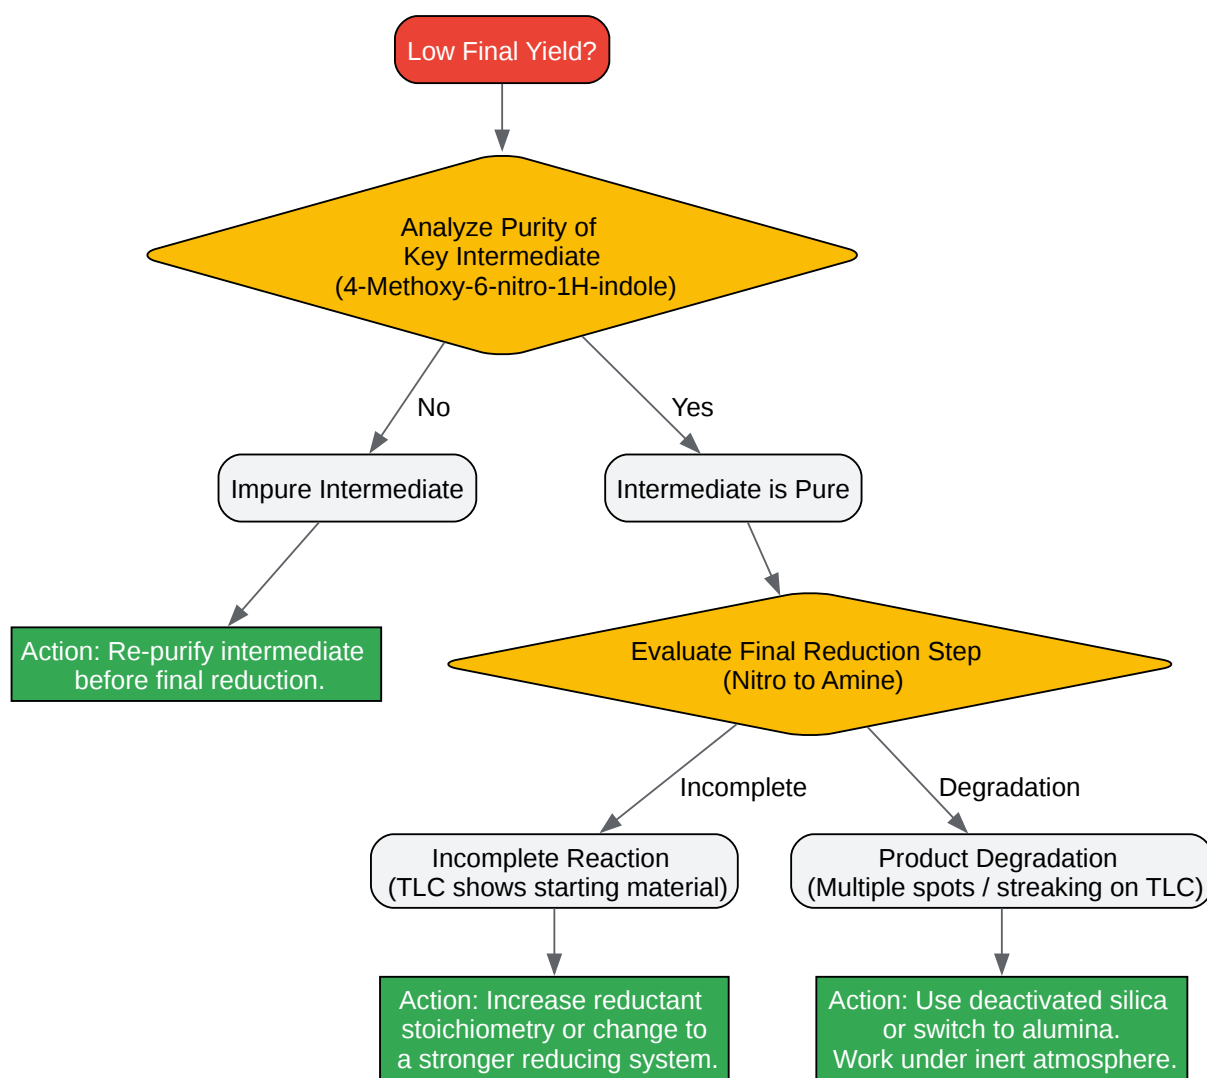 Low Final Yield?
Analyze Purity of
Key Intermediate
(4-Methoxy-6-nitro-1H-indole)
No
Yes
Impure Intermediate
Intermediate is Pure
Action: Re-purify intermediate
before final reduction.
Evaluate Final Reduction Step
(Nitro to Amine)
Incomplete
Degradation
Incomplete Reaction
(TLC shows starting material)
Product Degradation
(Multiple spots / streaking on TLC)
Action: Increase reductant
stoichiometry or change to
a stronger reducing system.
Action: Use deactivated silica
or switch to alumina.
Work under inert atmosphere.